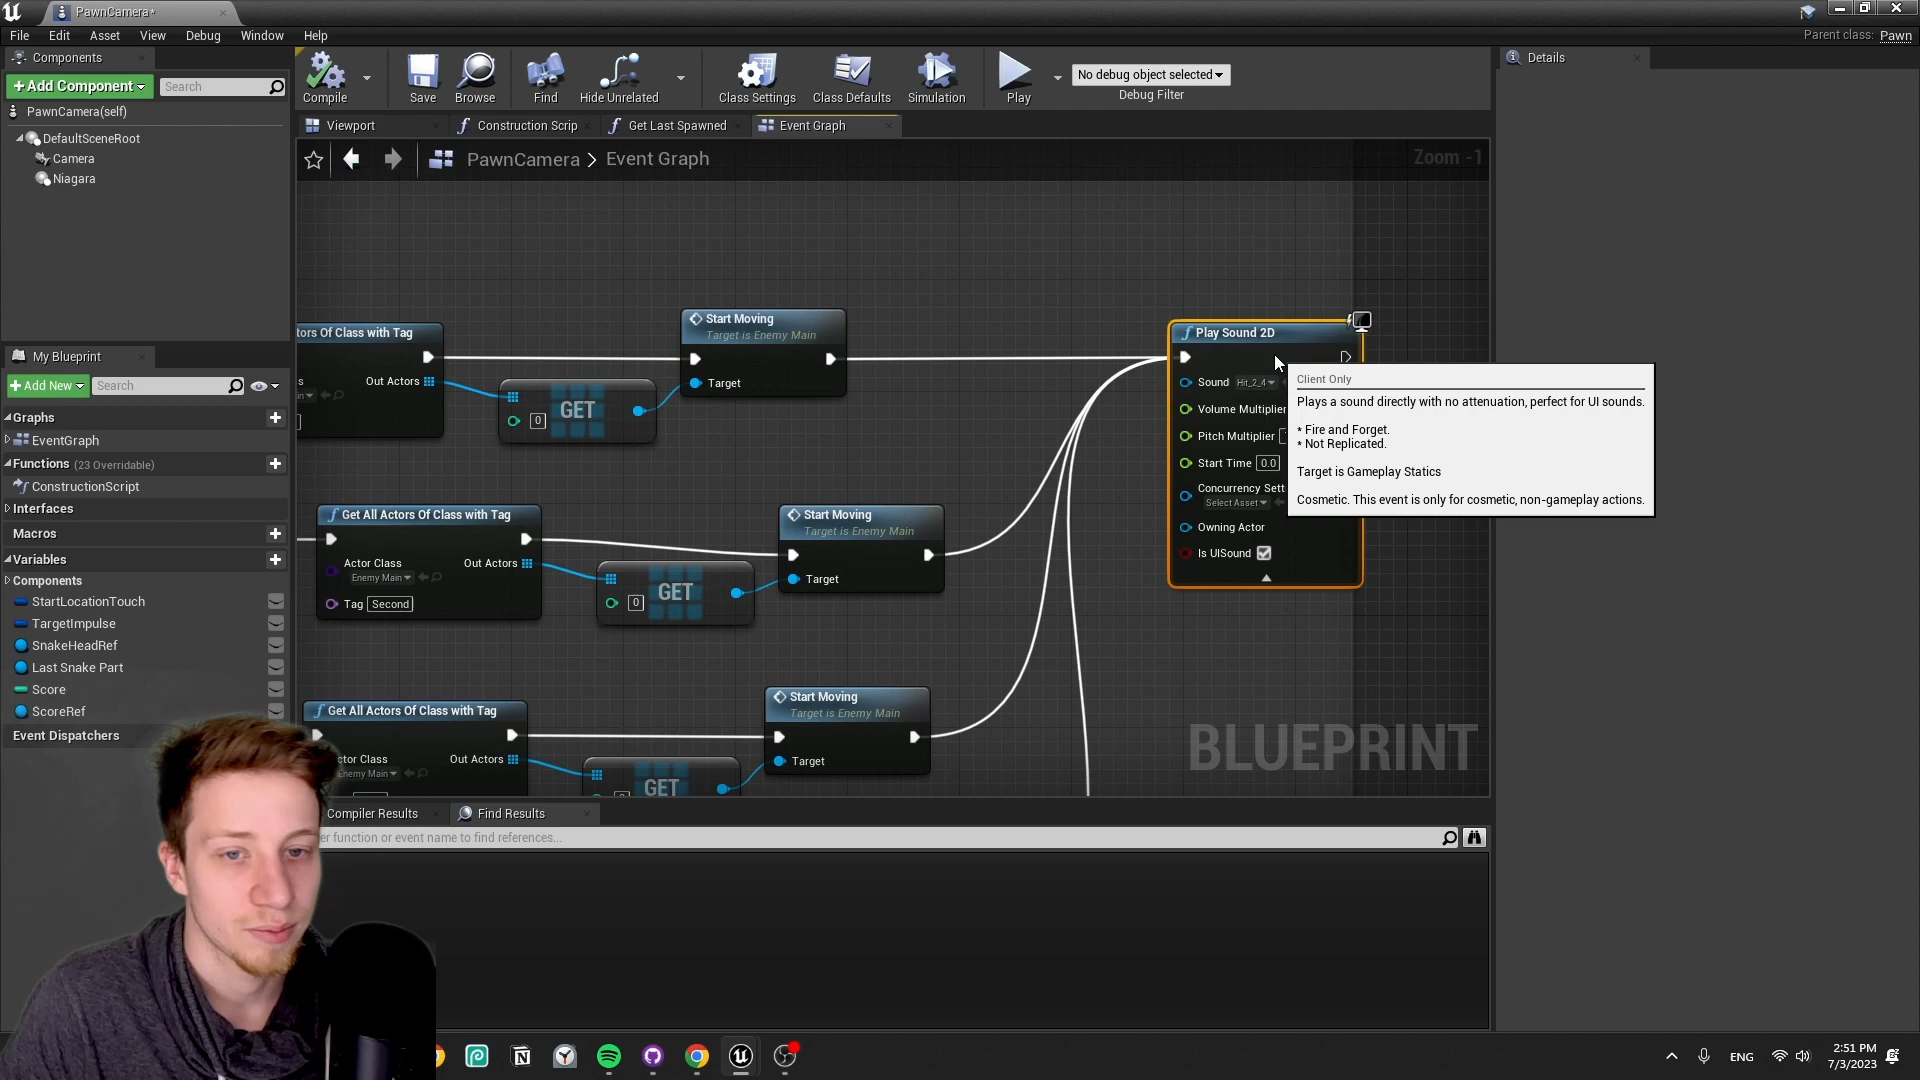 PawnCamera*
File Edit Asset View Debug Window Help
Parent class: Pawn
Components
Add Component
Search
PawnCamera(self)
DefaultSceneRoot
Camera
Niagara
Compile
Save
Browse
Find
Hide Unrelated
Class Settings
Class Defaults
Simulation
Play
No debug object selected
Debug Filter
Details
Viewport
Construction Scrip
Get Last Spawned
Event Graph
PawnCamera > Event Graph
Zoom -1
My Blueprint
Add New
Search
Graphs
EventGraph
Functions (23 Overridable)
ConstructionScript
Interfaces
Macros
Variables
Components
StartLocationTouch
TargetImpulse
SnakeHeadRef
Last Snake Part
Score
ScoreRef
Event Dispatchers
tors Of Class with Tag
Out Actors
0 GET
Start Moving
Target is Enemy Main
Target
Get All Actors Of Class with Tag
Actor Class
Enemy Main
Out Actors
Tag Second
0 GET
Start Moving
Target is Enemy Main
Target
Get All Actors Of Class with Tag
ctor Class
Enemy Main
Out Actors
GET
Start Moving
Target is Enemy Main
Target
Play Sound 2D
Sound Hit_2_4
Volume Multiplier
Pitch Multiplier
Start Time 0.0
Concurrency Sett
Select Asset
Owning Actor
Is UISound
Client Only
Plays a sound directly with no attenuation, perfect for UI sounds.
* Fire and Forget.
* Not Replicated.
Target is Gameplay Statics
Cosmetic. This event is only for cosmetic, non-gameplay actions.
BLUEPRINT
Compiler Results
Find Results
er function or event name to find references...
ENG
2:51 PM
7/3/2023